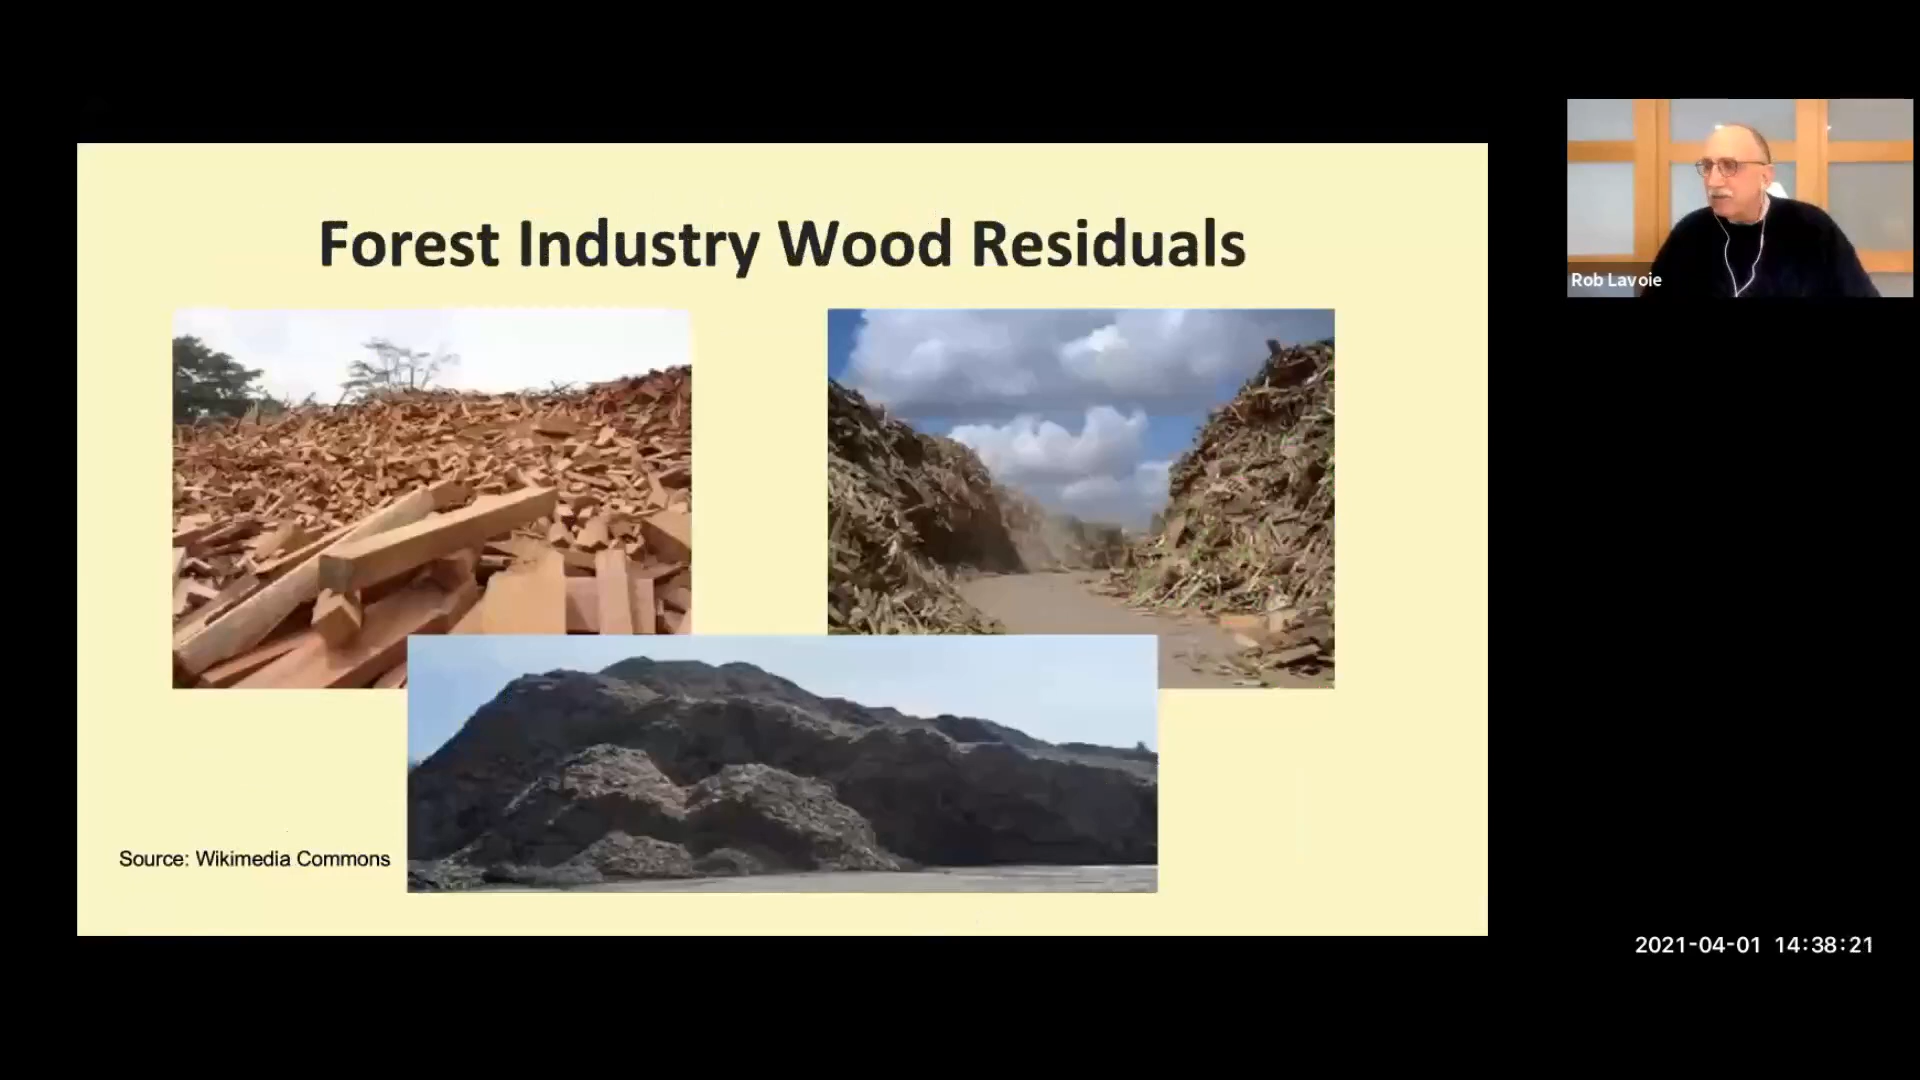 Forest Industry Wood Residuals
Rob Lavoie
Source: Wikimedia Commons
2021-04-01 14:38:21